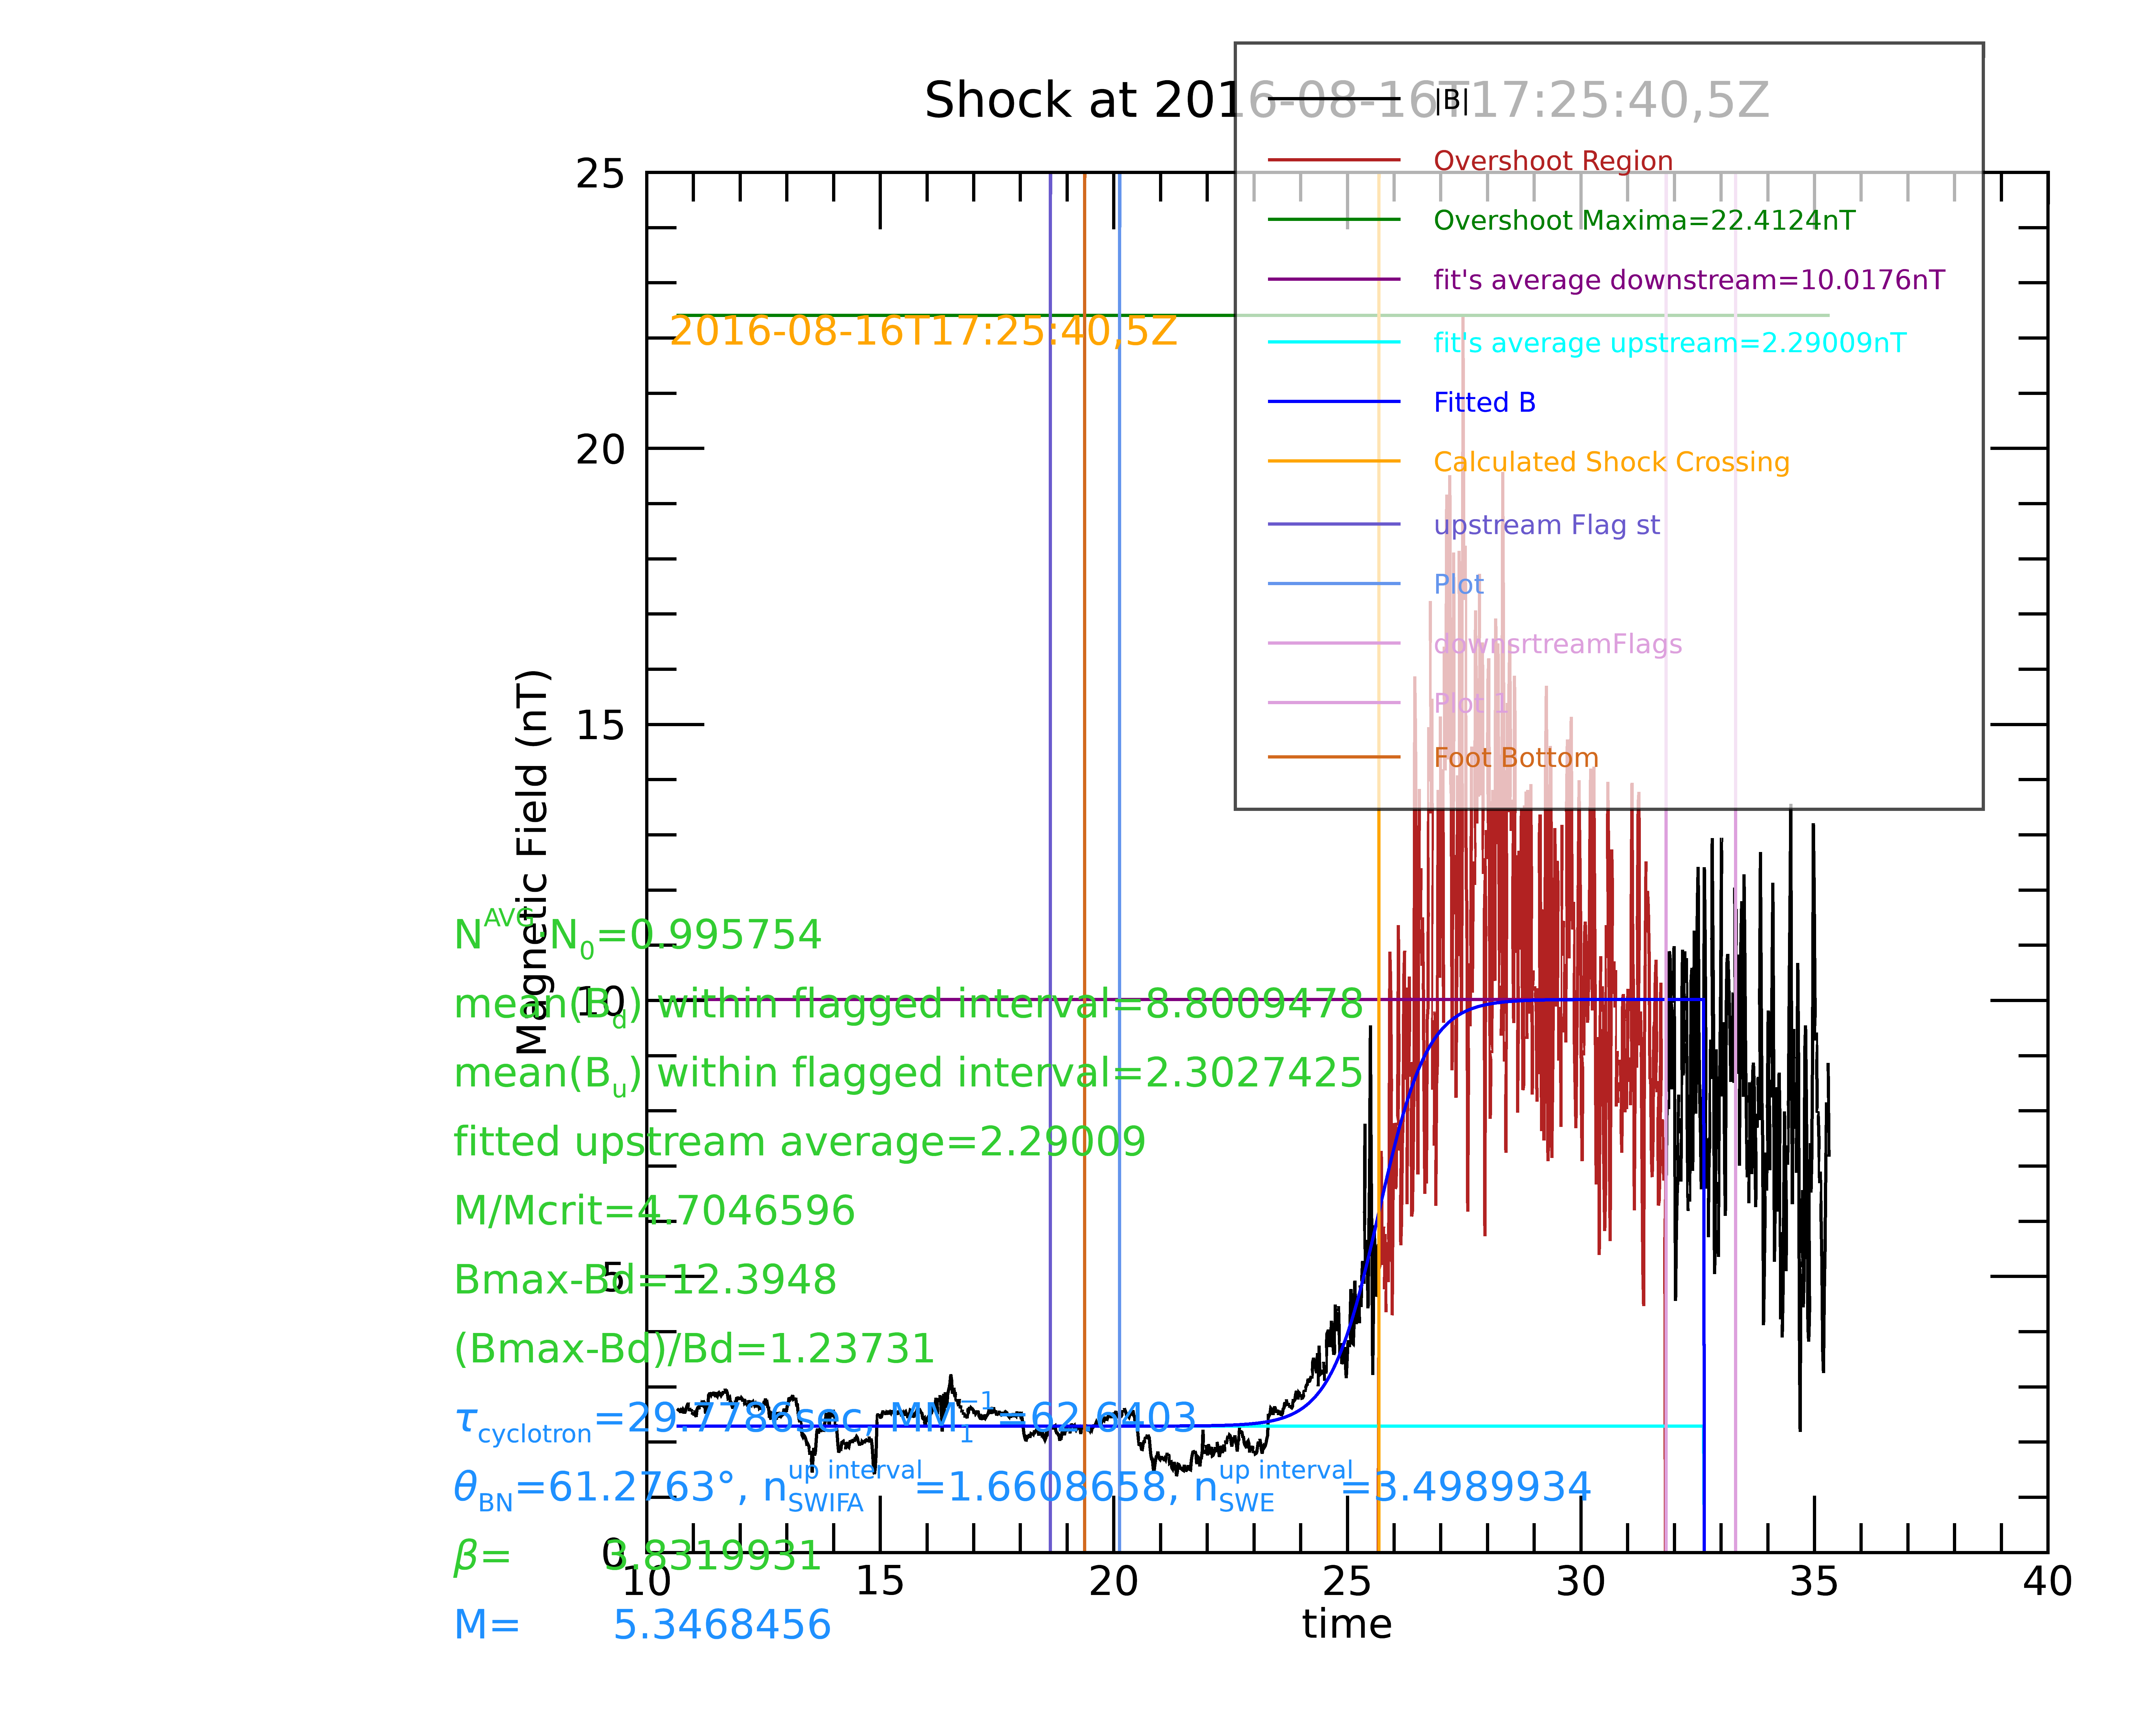 Shock at 2016-08-16T17:25:40,5Z
|B|
Overshoot Region
Overshoot Maxima=22.4124nT
fit's average downstream=10.0176nT
fit's average upstream=2.29009nT
Fitted B
Calculated Shock Crossing
upstream Flag st
Plot
downsrtreamFlags
Plot 1
Foot Bottom
2016-08-16T17:25:40,5Z
25
20
15
10
5
0
Magnetic Field (nT)
N^AVG·N_0=0.995754
mean(B_d) within flagged interval=8.8009478
mean(B_u) within flagged interval=2.3027425
fitted upstream average=2.29009
M/Mcrit=4.7046596
Bmax-Bd=12.3948
(Bmax-Bd)/Bd=1.23731
τ_cyclotron=29.7786sec, MM_1^−1=62.6403
θ_BN=61.2763°, n_SWIFA^up interval=1.6608658, n_SWE^up interval=3.4989934
β= 3.8319931
M= 5.3468456
10 15 20 25 30 35 40
time